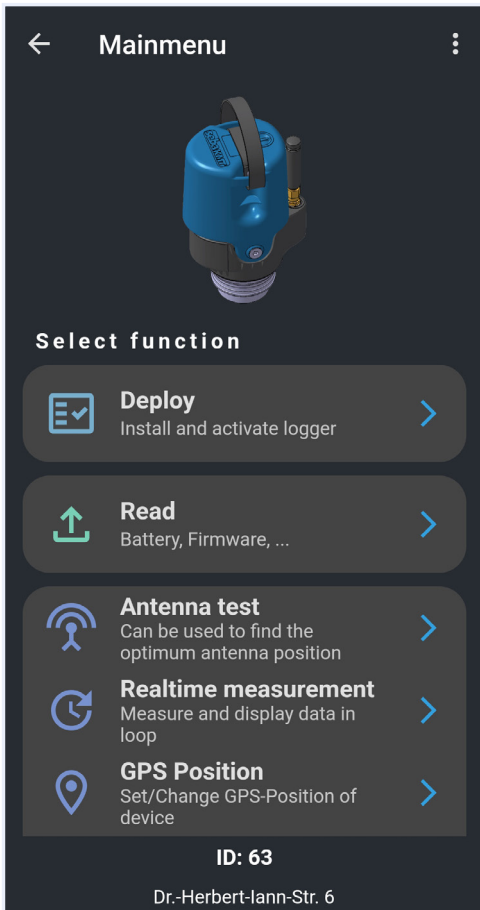 Mainmenu
Select function
Deploy
Install and activate logger
Read
Battery, Firmware, ...
Antenna test
Can be used to find the
optimum antenna position
Realtime measurement
Measure and display data in
loop
GPS Position
Set/Change GPS-Position of
device
ID: 63
Dr.-Herbert-Iann-Str. 6